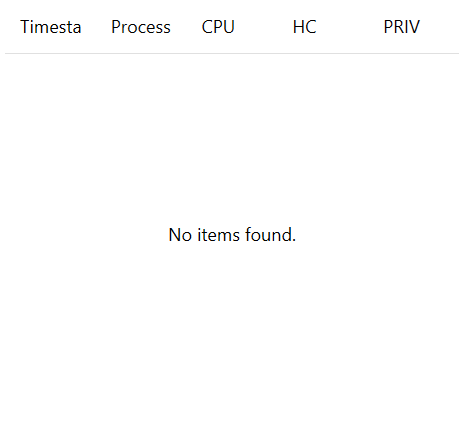 Timesta Process CPU HC PRIV
No items found.